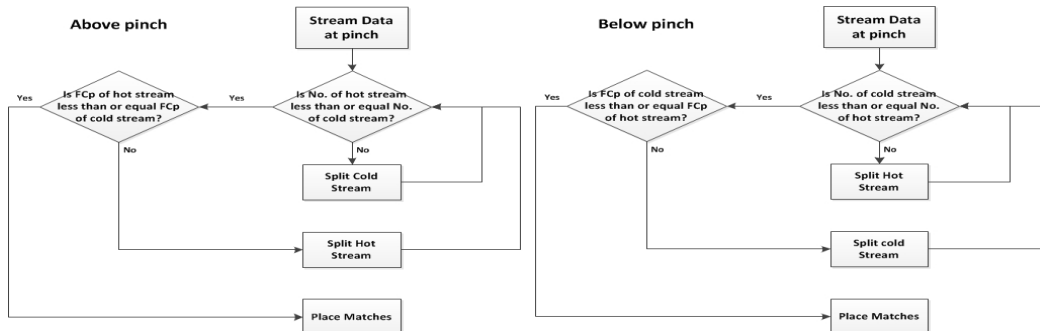 Above pinch
Stream Data
at pinch
Is FCp of hot stream
less than or equal FCp
of cold stream?
Is No. of hot stream
less than or equal No.
of cold stream?
Yes
Yes
No
No
Split Cold
Stream
Split Hot
Stream
Place Matches
Below pinch
Stream Data
at pinch
Is FCp of cold stream
less than or equal FCp
of hot stream?
Is No. of cold stream
less than or equal No.
of hot stream?
Yes
Yes
No
No
Split Hot
Stream
Split cold
Stream
Place Matches